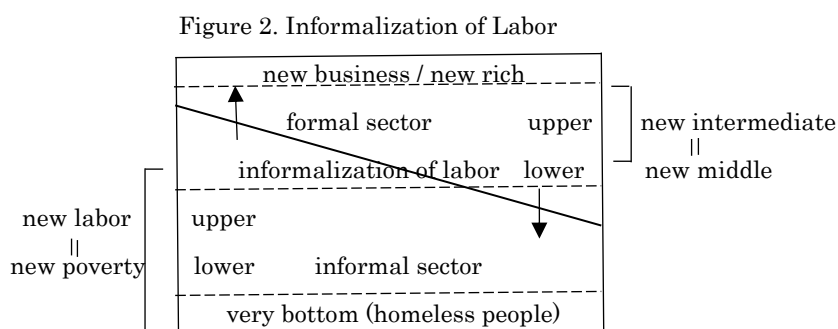 Figure 2. Informalization of Labor
new business / new rich
formal sector upper new intermediate
||
informalization of labor lower new middle
new labor upper
||
new poverty lower informal sector
very bottom (homeless people)